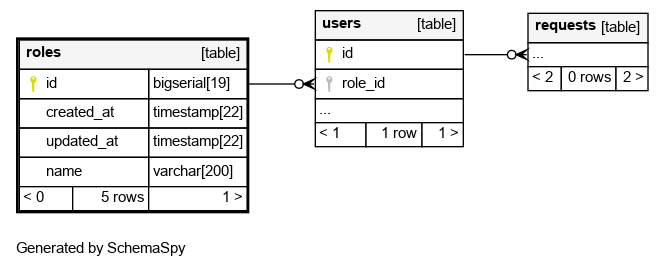 roles [table]
id bigserial[19]
created_at timestamp[22]
updated_at timestamp[22]
name varchar[200]
< 0 5 rows 1 >
users [table]
id
role_id
...
< 1 1 row 1 >
requests [table]
...
< 2 0 rows 2 >
Generated by SchemaSpy